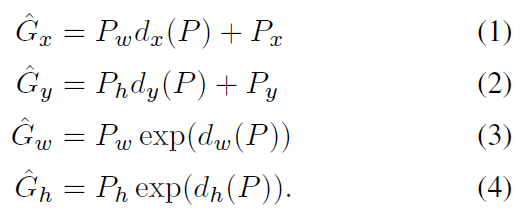 Ĝ_x = P_w d_x(P) + P_x (1)
Ĝ_y = P_h d_y(P) + P_y (2)
Ĝ_w = P_w exp(d_w(P)) (3)
Ĝ_h = P_h exp(d_h(P)). (4)